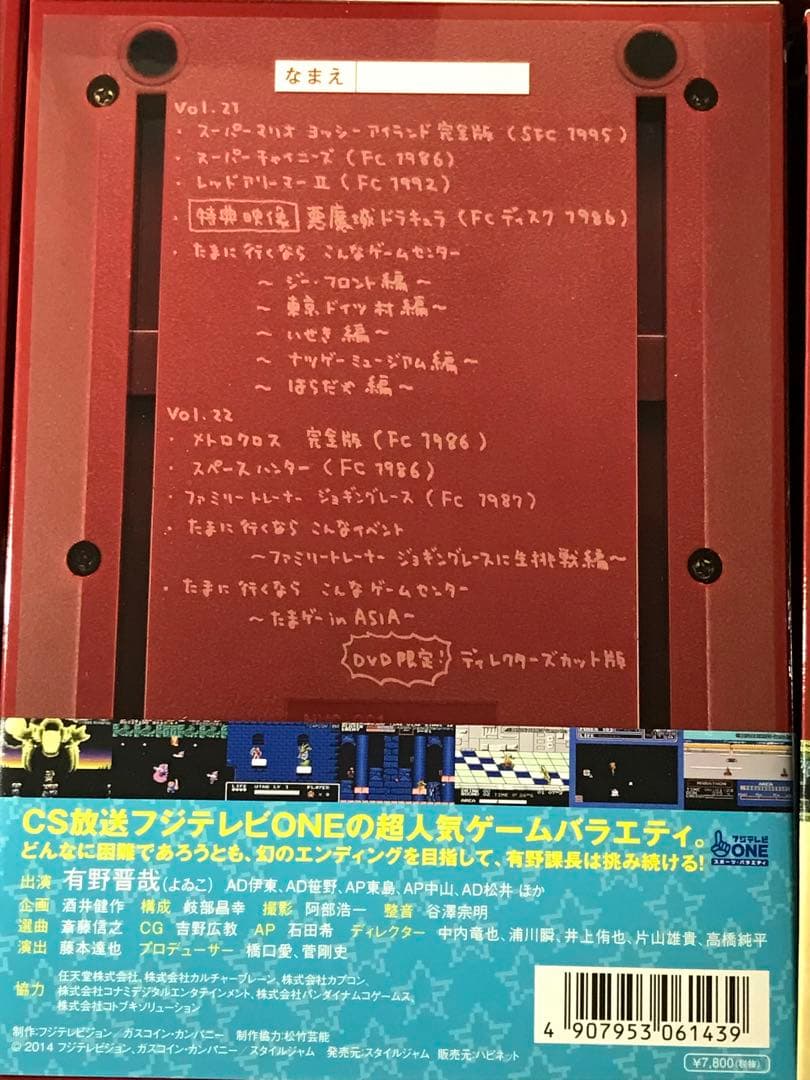 なまえ
Vol.21
・スーパーマリオ ヨッシーアイランド 完全版 (SFC 1995)
・スーパーチャイニーズ (FC 1986)
・レッドアリーマーⅡ (FC 1992)
・特典映像 悪魔城ドラキュラ (FCディスク 1986)
・たまに行くなら こんなゲームセンター
～ジー・フロント編～
～東京ドイツ村編～
～いせき編～
～ナツゲーミュージアム編～
～はらだや編～
Vol.22
・メトロクロス 完全版 (FC 1986)
・スペースハンター (FC 1986)
・ファミリートレーナー ジョギングレース (FC 1987)
・たまに行くなら こんなイベント
～ファミリートレーナー ジョギングレースに生挑戦編～
・たまに行くなら こんなゲームセンター
～たまゲー in ASIA～
DVD限定! ディレクターズカット版
CS放送フジテレビONEの超人気ゲームバラエティ。
どんなに困難であろうとも、幻のエンディングを目指して、有野課長は挑み続ける!
フジテレビ
ONE
スポーツ・バラエティ
出演 有野晋哉(よゐこ) AD伊東、AD笹野、AP東島、AP中山、AD松井 ほか
企画 酒井健作 構成 岐部昌幸 撮影 阿部浩一 整音 谷澤宗明
選曲 斎藤信之 CG 吉野広教 AP 石田希 ディレクター 中内竜也、浦川瞬、井上侑也、片山雄貴、高橋純平
演出 藤本達也 プロデューサー 橋口愛、菅剛史
協力 任天堂株式会社、株式会社カルチャーブレーン、株式会社カプコン、
株式会社コナミデジタルエンタテインメント、株式会社バンダイナムコゲームス、
株式会社コトブキソリューション
制作:フジテレビジョン、ガスコイン・カンパニー 制作協力:松竹芸能
©2014 フジテレビジョン、ガスコイン・カンパニー スタイルジャム 発売元:スタイルジャム 販売元:ハピネット
4 907953 061439
¥7,800(税抜)